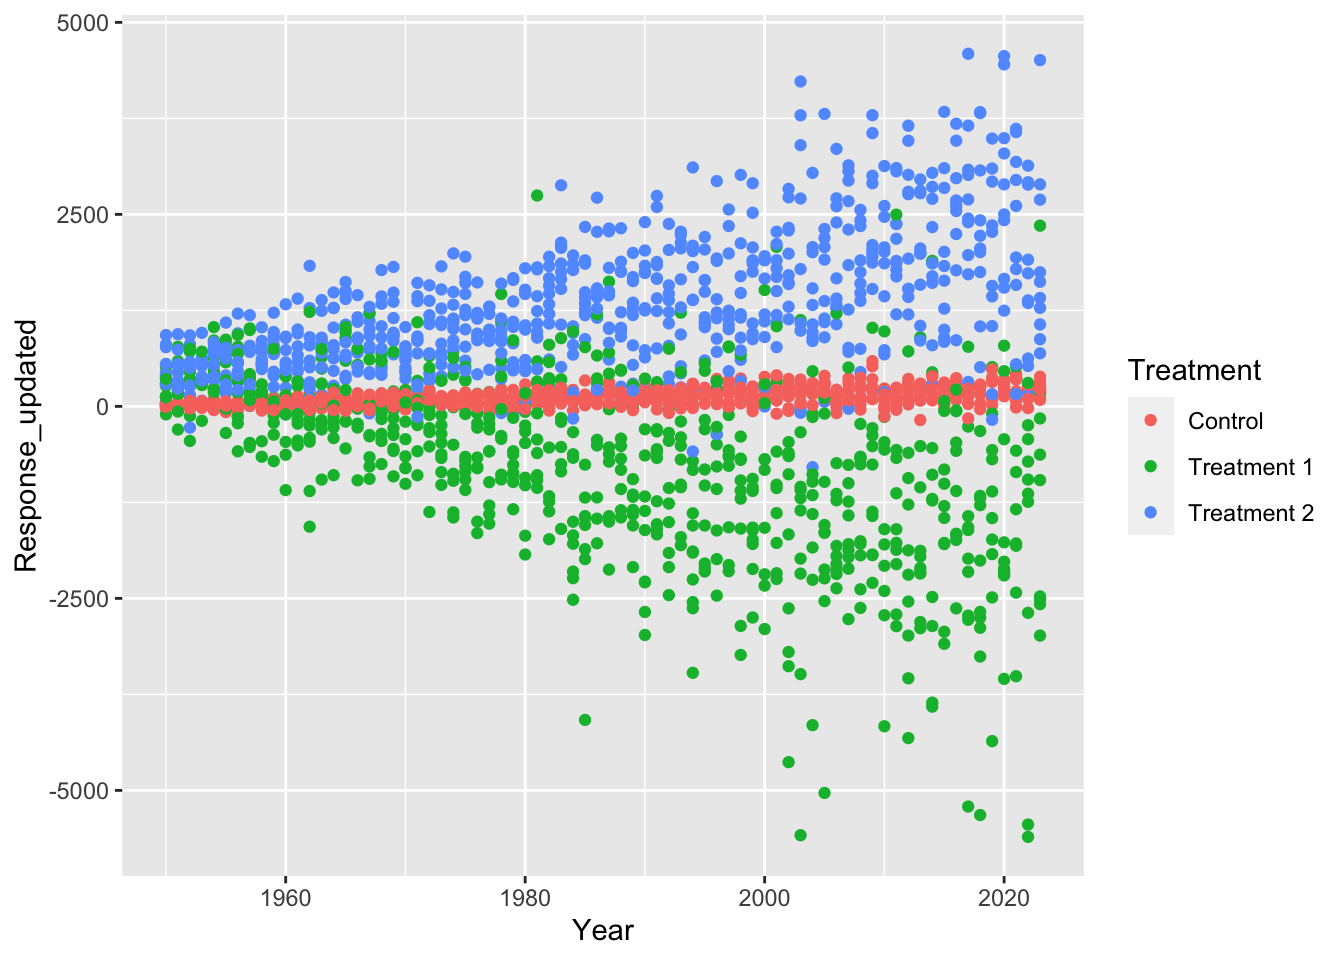 5000
2500
0
-2500
-5000
Response_updated
1960 1980 2000 2020
Year
Treatment
Control
Treatment 1
Treatment 2